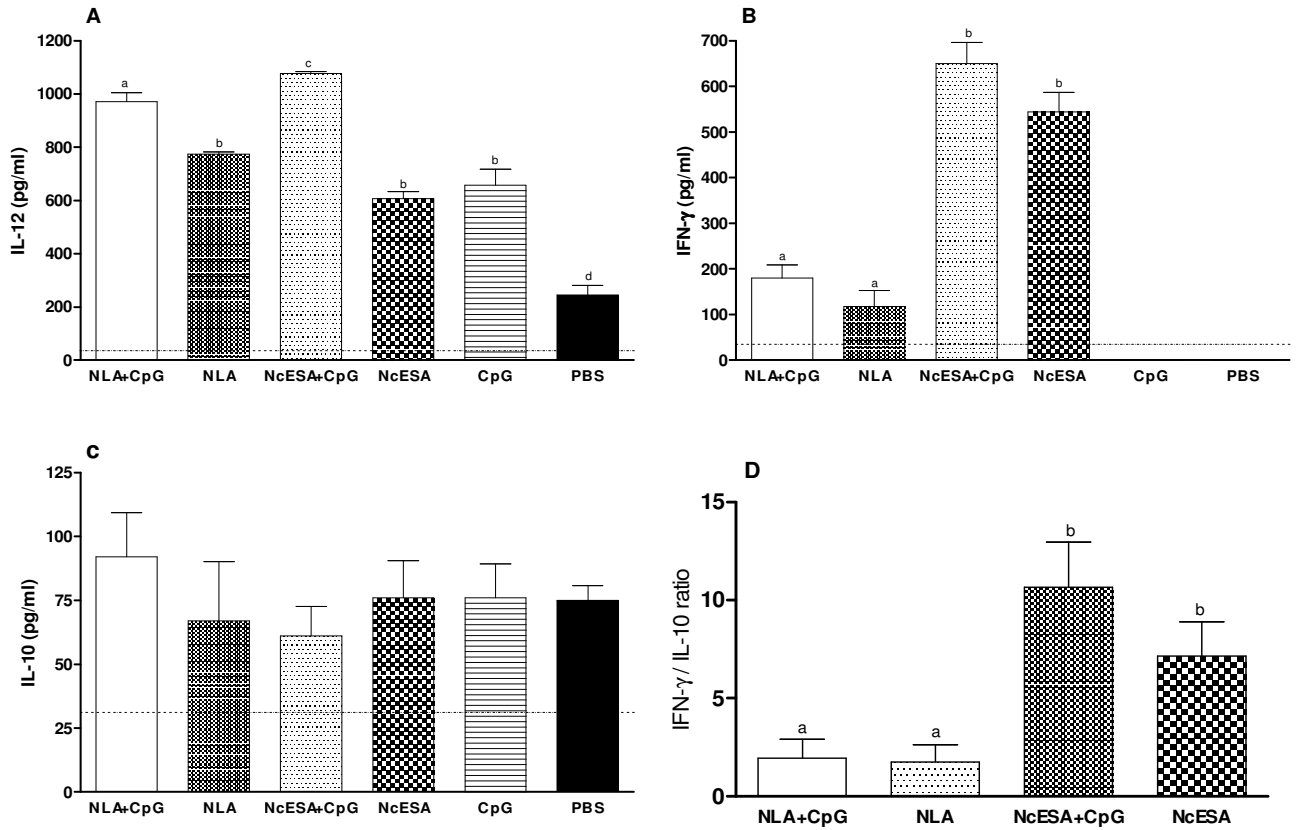 A
IL-12 (pg/ml)
1200
1000
800
600
400
200
0
a
b
c
b
b
d
NLA+CpG NLA NcESA+CpG NcESA CpG PBS
B
IFN-γ (pg/ml)
700
600
500
400
300
200
100
0
a
a
b
b
NLA+CpG NLA NcESA+CpG NcESA CpG PBS
C
IL-10 (pg/ml)
125
100
75
50
25
0
NLA+CpG NLA NcESA+CpG NcESA CpG PBS
D
IFN-γ / IL-10 ratio
15
10
5
0
a
a
b
b
NLA+CpG NLA NcESA+CpG NcESA